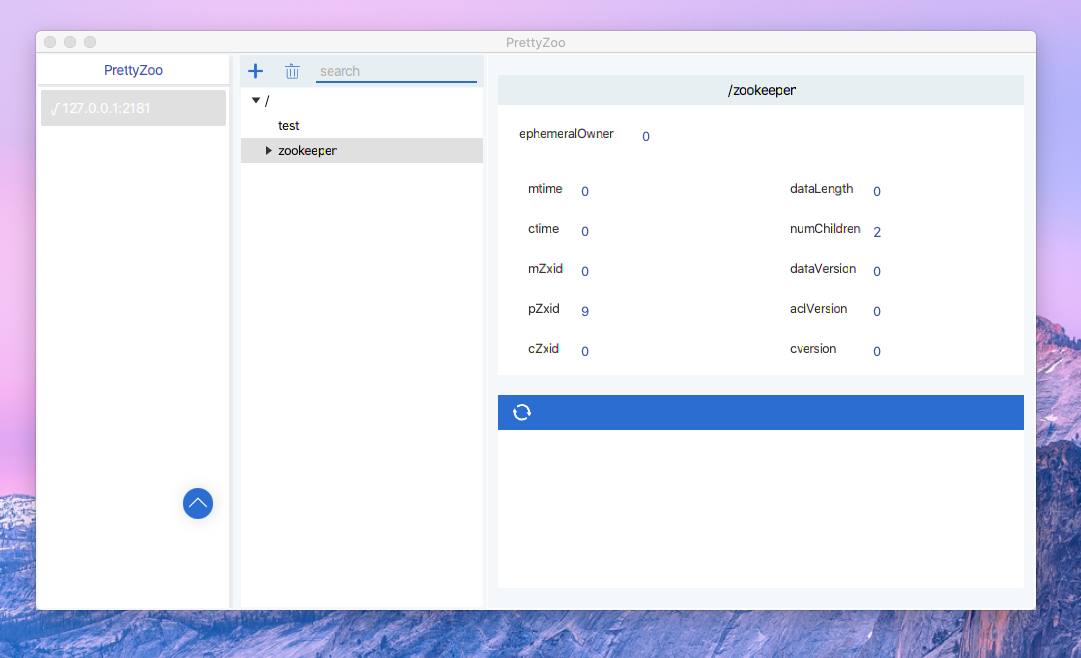 PrettyZoo
PrettyZoo
√ 127.0.0.1:2181
search
/
test
zookeeper
/zookeeper
ephemeralOwner 0
mtime 0 dataLength 0
ctime 0 numChildren 2
mZxid 0 dataVersion 0
pZxid 9 aclVersion 0
cZxid 0 cversion 0